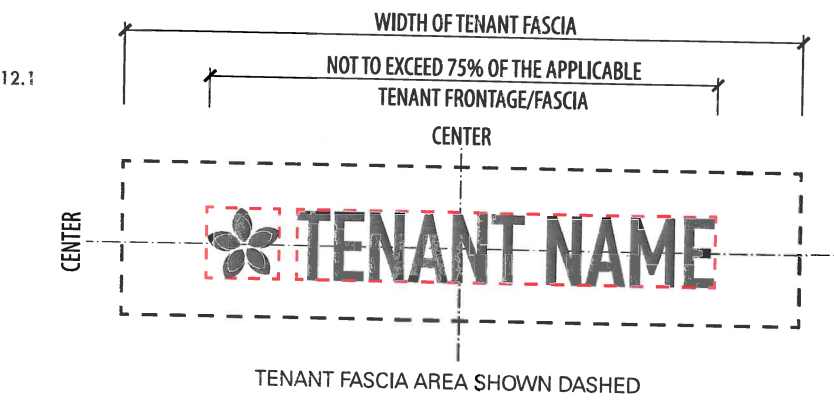 WIDTH OF TENANT FASCIA
12.1
NOT TO EXCEED 75% OF THE APPLICABLE
TENANT FRONTAGE/FASCIA
CENTER
CENTER
TENANT NAME
TENANT FASCIA AREA SHOWN DASHED